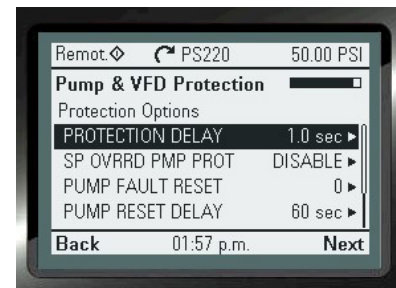 Remot. PS220 50.00 PSI
Pump & VFD Protection
Protection Options
PROTECTION DELAY 1.0 sec
SP OVRRD PMP PROT DISABLE
PUMP FAULT RESET 0
PUMP RESET DELAY 60 sec
Back 01:57 p.m. Next